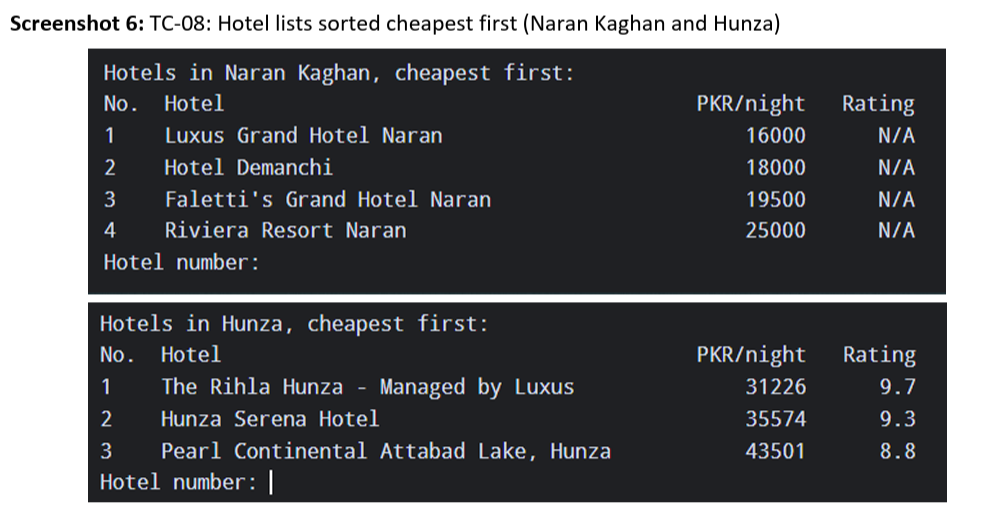 Screenshot 6: TC-08: Hotel lists sorted cheapest first (Naran Kaghan and Hunza)
Hotels in Naran Kaghan, cheapest first:
No. Hotel PKR/night Rating
1 Luxus Grand Hotel Naran 16000 N/A
2 Hotel Demanchi 18000 N/A
3 Faletti's Grand Hotel Naran 19500 N/A
4 Riviera Resort Naran 25000 N/A
Hotel number:
Hotels in Hunza, cheapest first:
No. Hotel PKR/night Rating
1 The Rihla Hunza - Managed by Luxus 31226 9.7
2 Hunza Serena Hotel 35574 9.3
3 Pearl Continental Attabad Lake, Hunza 43501 8.8
Hotel number: